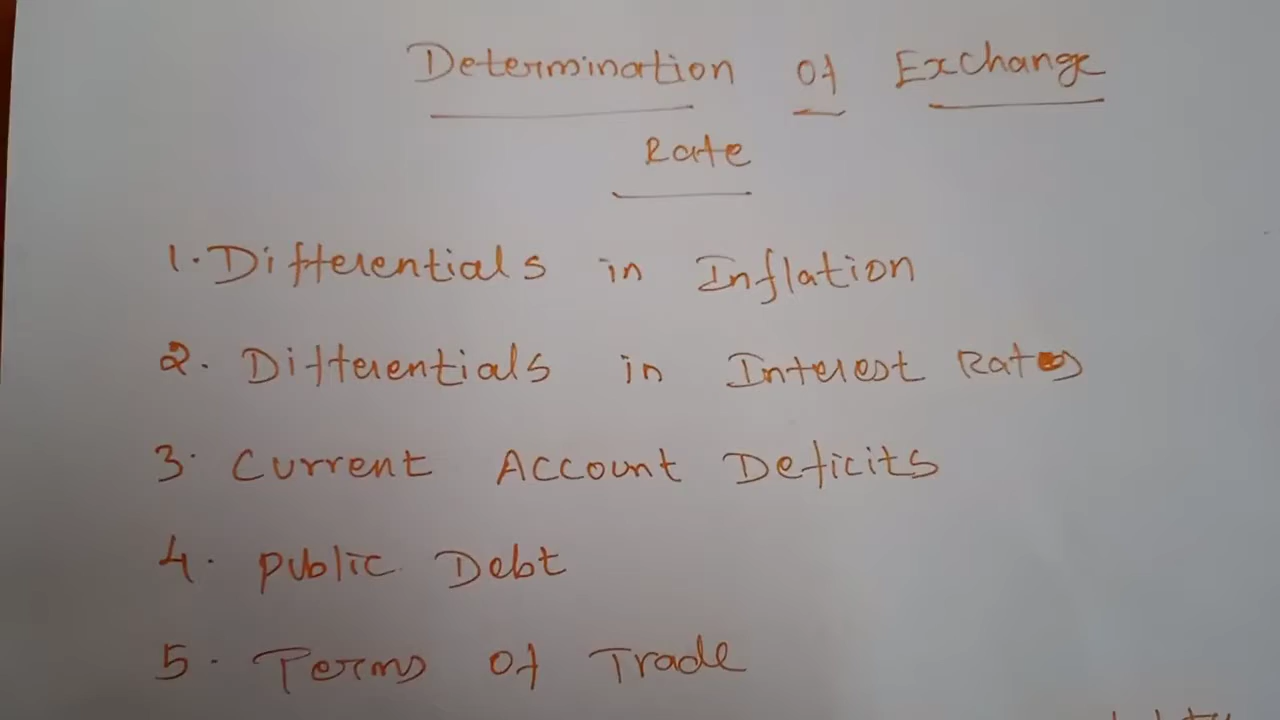 Determination of Exchange
Rate
1. Differentials in Inflation
2. Differentials in Interest Rates
3. Current Account Deficits
4. Public Debt
5. Terms of Trade